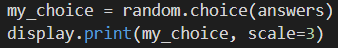 my_choice = random.choice(answers)
display.print(my_choice, scale=3)